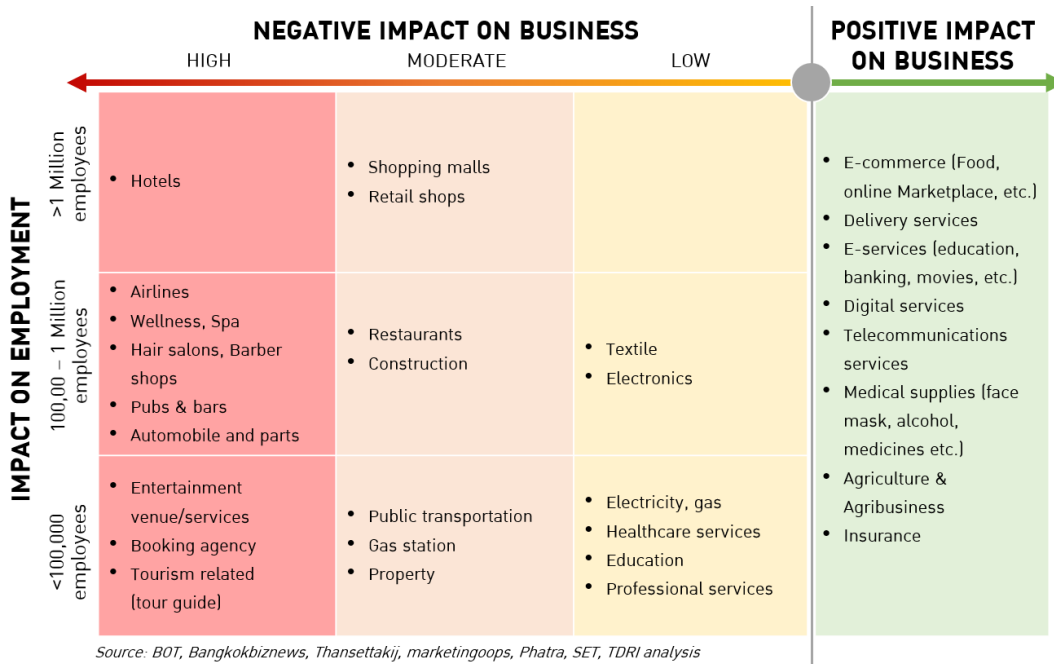 NEGATIVE IMPACT ON BUSINESS
HIGH
MODERATE
LOW
POSITIVE IMPACT
ON BUSINESS
IMPACT ON EMPLOYMENT
>1 Million
employees
• Hotels
• Shopping malls
• Retail shops
100,00 – 1 Million
employees
• Airlines
• Wellness, Spa
• Hair salons, Barber
shops
• Pubs & bars
• Automobile and parts
• Restaurants
• Construction
• Textile
• Electronics
<100,000
employees
• Entertainment
venue/services
• Booking agency
• Tourism related
(tour guide)
• Public transportation
• Gas station
• Property
• Electricity, gas
• Healthcare services
• Education
• Professional services
• E-commerce (Food,
online Marketplace, etc.)
• Delivery services
• E-services (education,
banking, movies, etc.)
• Digital services
• Telecommunications
services
• Medical supplies (face
mask, alcohol,
medicines etc.)
• Agriculture &
Agribusiness
• Insurance
Source: BOT, Bangkokbiznews, Thansettakij, marketingoops, Phatra, SET, TDRI analysis